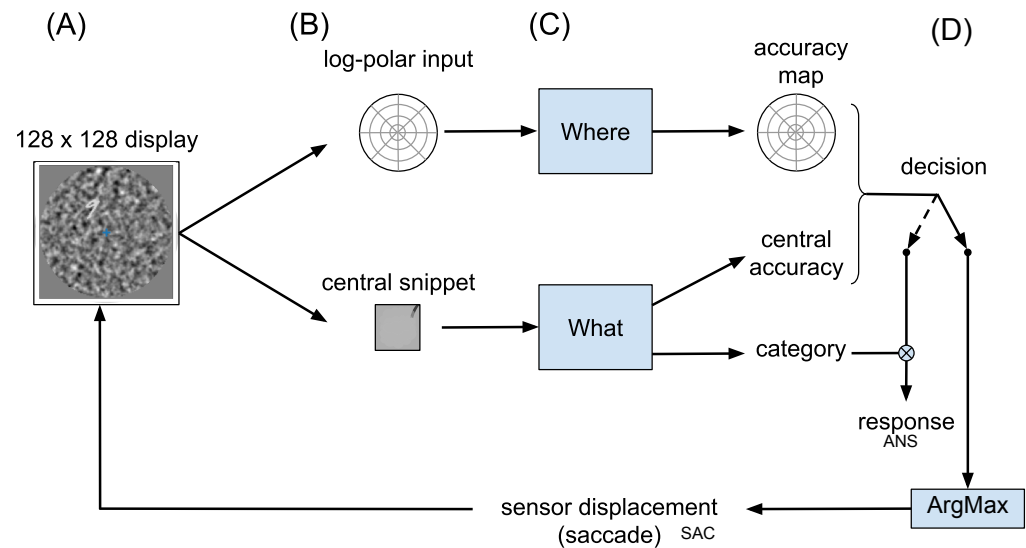 (A)
(B)
(C)
(D)
log-polar input
accuracy
map
128 x 128 display
Where
decision
central
accuracy
central snippet
What
category
response
ANS
ArgMax
sensor displacement
(saccade) SAC